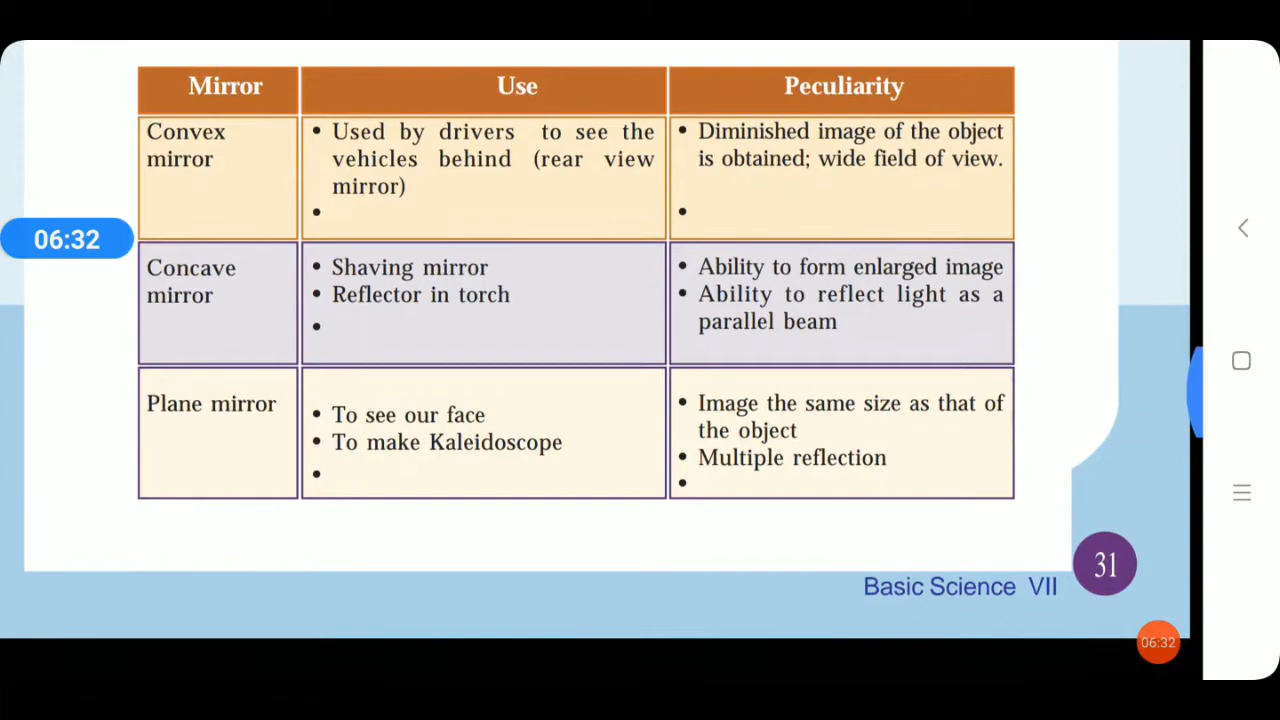 Mirror
Use
Peculiarity
Convex
mirror
• Used by drivers to see the
vehicles behind (rear view
mirror)
•
• Diminished image of the object
is obtained; wide field of view.
•
06:32
Concave
mirror
• Shaving mirror
• Reflector in torch
•
• Ability to form enlarged image
• Ability to reflect light as a
parallel beam
Plane mirror
• To see our face
• To make Kaleidoscope
•
• Image the same size as that of
the object
• Multiple reflection
•
31
Basic Science VII
06:32